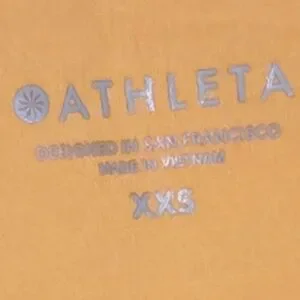 ATHLETA
DESIGNED IN SAN FRANCISCO
MADE IN VIETNAM
XXS